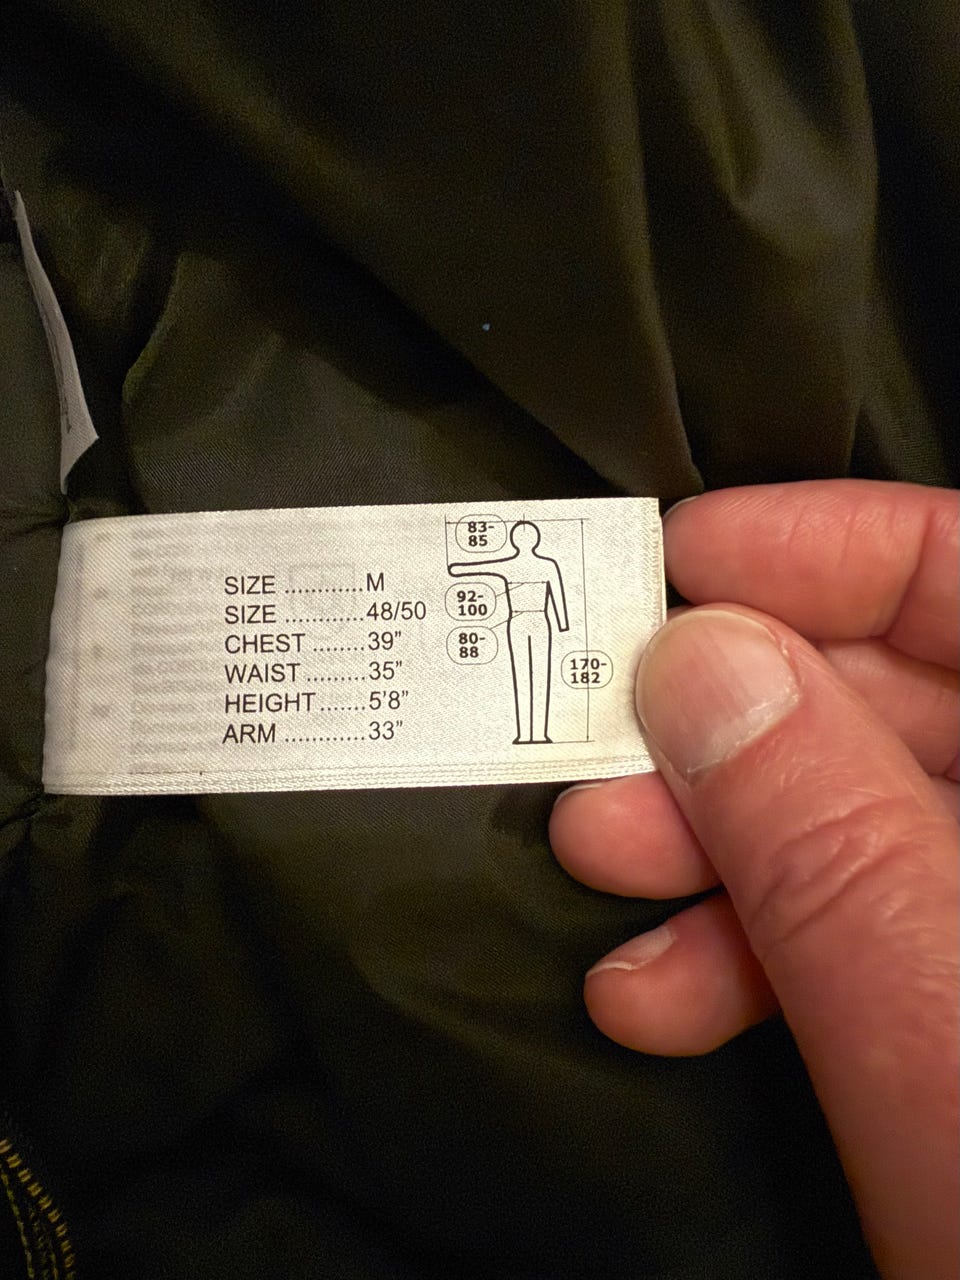 SIZE ............M
SIZE ............48/50
CHEST ........39”
WAIST .........35”
HEIGHT .......5’8”
ARM ............33”
83-
85
92-
100
80-
88
170-
182